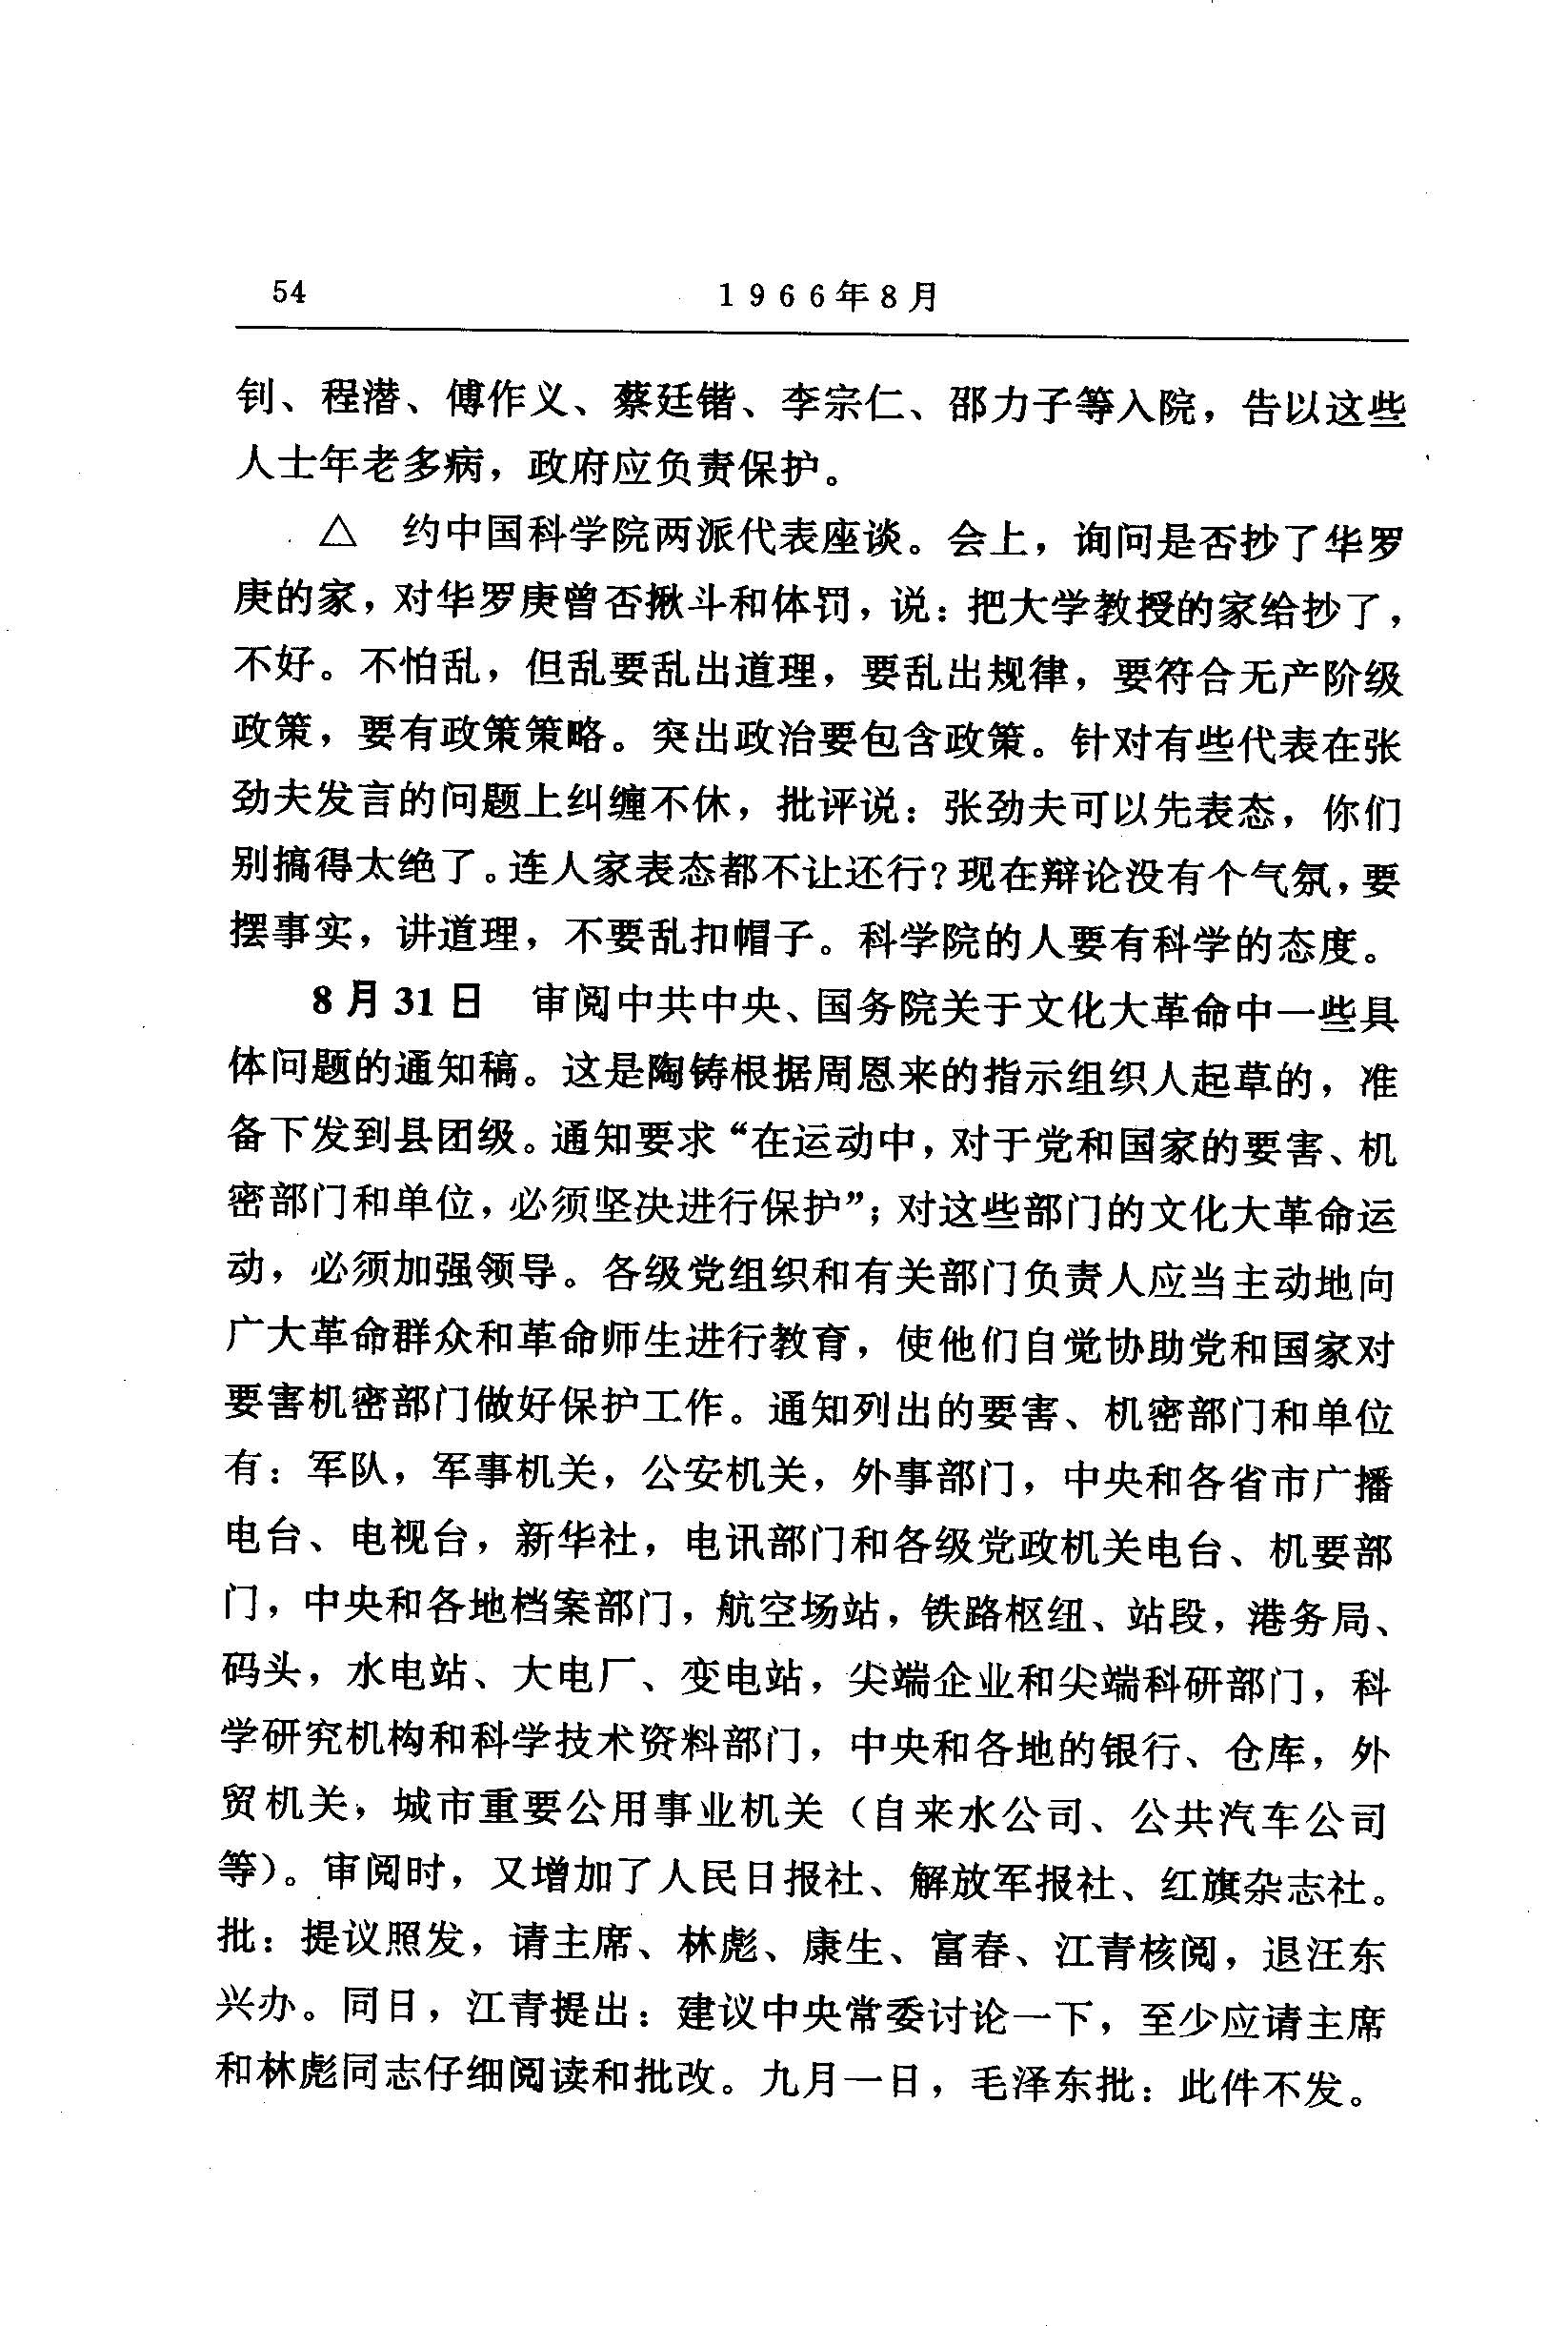 54
1966年8月
钊、程潜、傅作义、蔡廷锴、李宗仁、邵力子等入院，告以这些
人士年老多病，政府应负责保护。
△ 约中国科学院两派代表座谈。会上，询问是否抄了华罗
庚的家，对华罗庚曾否揪斗和体罚，说：把大学教授的家给抄了，
不好。不怕乱，但乱要乱出道理，要乱出规律，要符合无产阶级
政策，要有政策策略。突出政治要包含政策。针对有些代表在张
劲夫发言的问题上纠缠不休，批评说：张劲夫可以先表态，你们
别搞得太绝了。连人家表态都不让还行？现在辩论没有个气氛，要
摆事实，讲道理，不要乱扣帽子。科学院的人要有科学的态度。
8月31日 审阅中共中央、国务院关于文化大革命中一些具
体问题的通知稿。这是陶铸根据周恩来的指示组织人起草的，准
备下发到县团级。通知要求“在运动中，对于党和国家的要害、机
密部门和单位，必须坚决进行保护”；对这些部门的文化大革命运
动，必须加强领导。各级党组织和有关部门负责人应当主动地向
广大革命群众和革命师生进行教育，使他们自觉协助党和国家对
要害机密部门做好保护工作。通知列出的要害、机密部门和单位
有：军队，军事机关，公安机关，外事部门，中央和各省市广播
电台、电视台，新华社，电讯部门和各级党政机关电台、机要部
门，中央和各地档案部门，航空场站，铁路枢纽、站段，港务局、
码头，水电站、大电厂、变电站，尖端企业和尖端科研部门，科
学研究机构和科学技术资料部门，中央和各地的银行、仓库，外
贸机关，城市重要公用事业机关（自来水公司、公共汽车公司
等）。审阅时，又增加了人民日报社、解放军报社、红旗杂志社。
批：提议照发，请主席、林彪、康生、富春、江青核阅，退汪东
兴办。同日，江青提出：建议中央常委讨论一下，至少应请主席
和林彪同志仔细阅读和批改。九月一日，毛泽东批：此件不发。